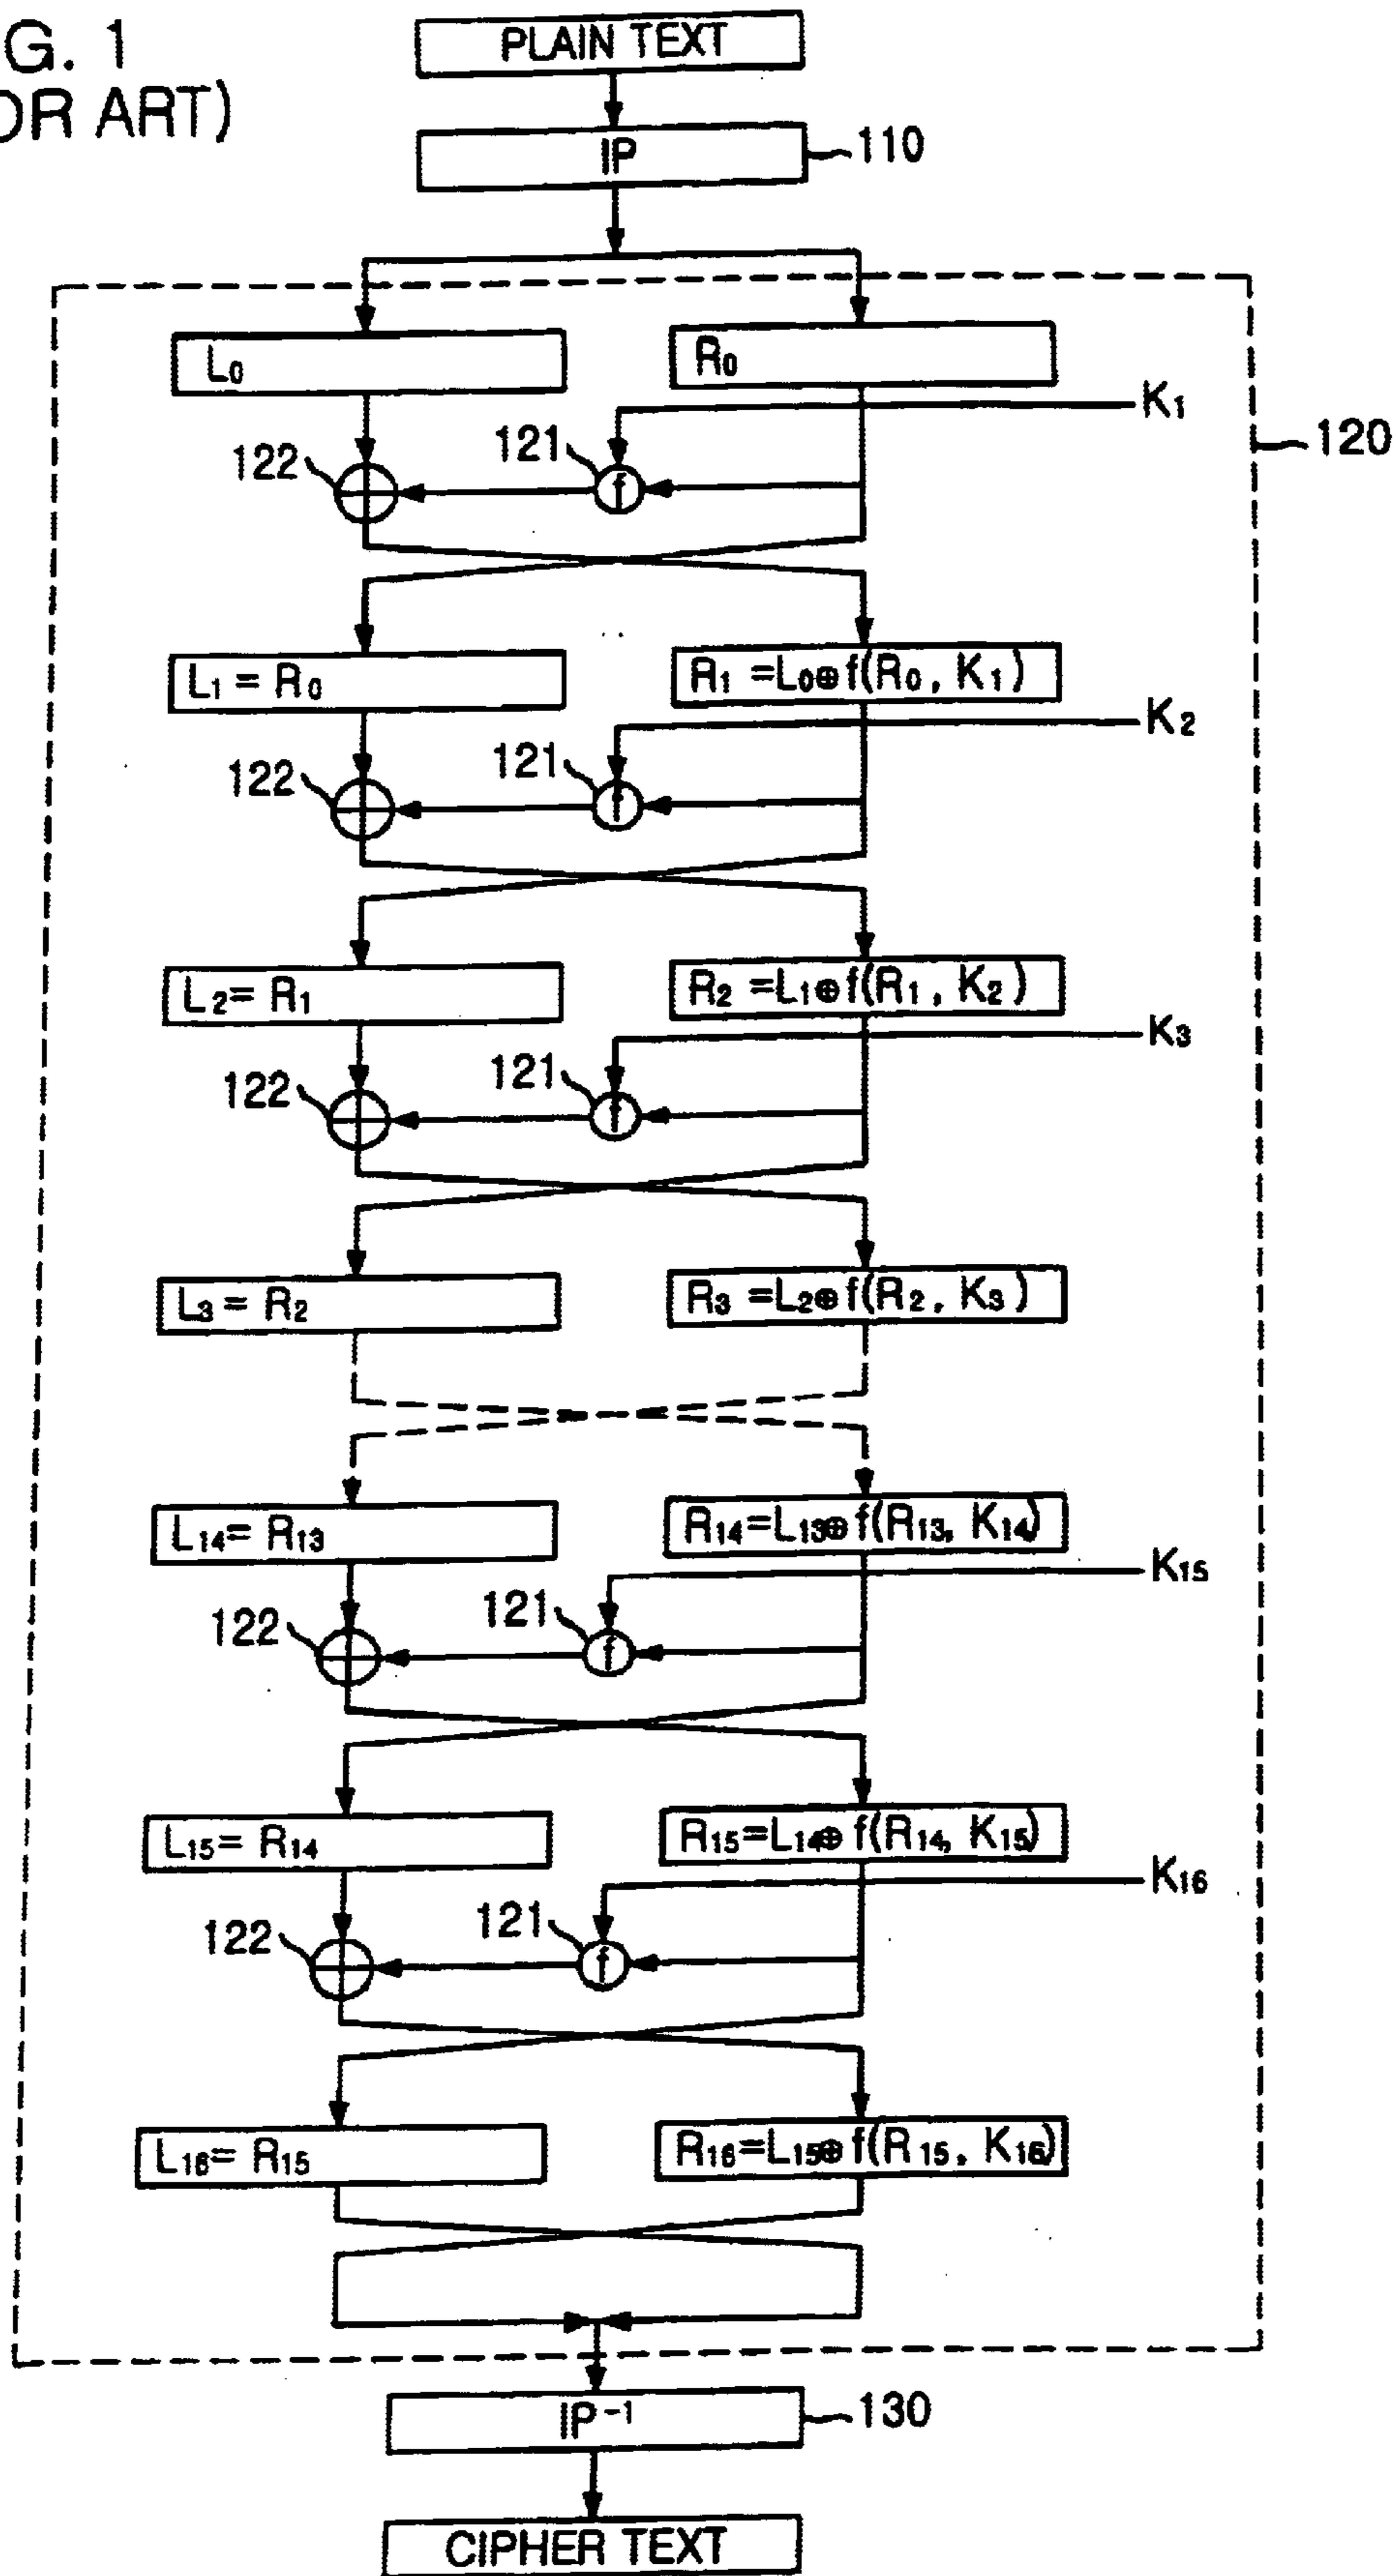 G. 1
OR ART)
PLAIN TEXT
IP
110
L₀
R₀
K₁
120
122
121
f
L₁ = R₀
R₁ =L₀⊕f(R₀, K₁)
K₂
122
121
f
L₂= R₁
R₂ =L₁⊕f(R₁, K₂)
K₃
122
121
f
L₃ = R₂
R₃ =L₂⊕f(R₂, K₃)
L₁₄= R₁₃
R₁₄=L₁₃⊕f(R₁₃, K₁₄)
K₁₅
122
121
f
L₁₅= R₁₄
R₁₅=L₁₄⊕f(R₁₄, K₁₅)
K₁₆
122
121
f
L₁₆= R₁₅
R₁₆=L₁₅⊕f(R₁₅, K₁₆)
IP⁻¹
130
CIPHER TEXT